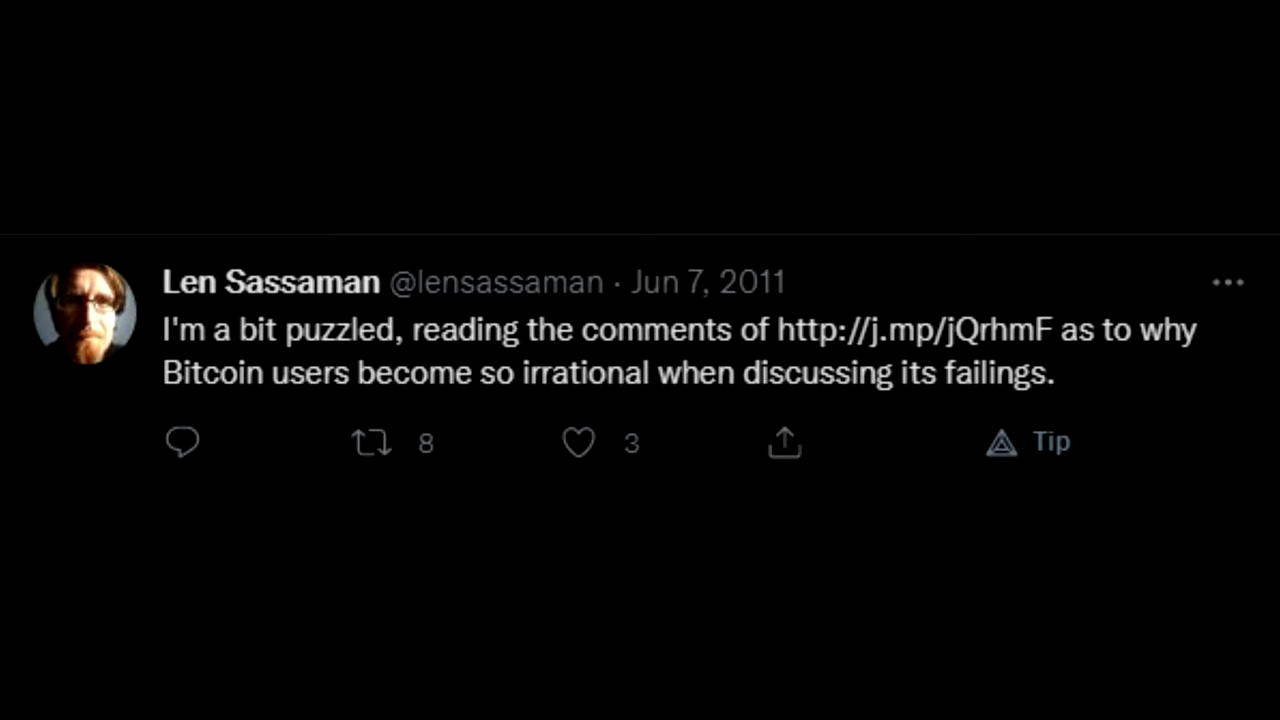 Len Sassaman @lensassaman · Jun 7, 2011
I'm a bit puzzled, reading the comments of http://j.mp/jQrhmF as to why
Bitcoin users become so irrational when discussing its failings.
8 3 Tip